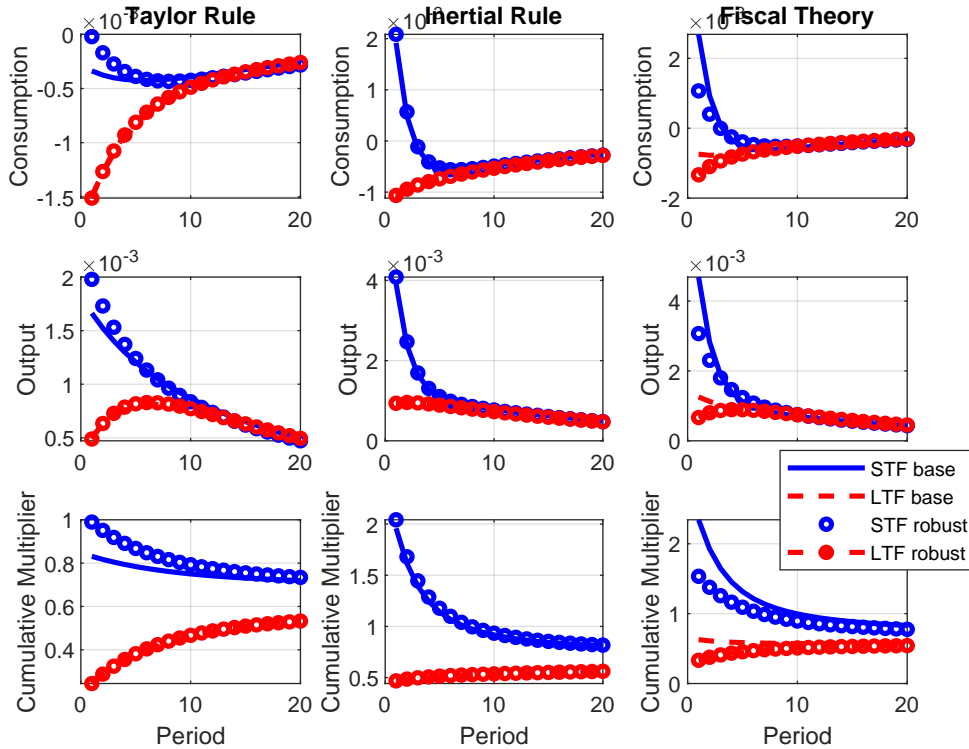 Taylor Rule
Inertial Rule
Fiscal Theory
Consumption
0
-0.5
-1
-1.5
0 10 20
Consumption
2
1
0
-1
0 10 20
Consumption
2
0
-2
0 10 20
× 10⁻³
Output
2
1.5
1
0.5
0 10 20
× 10⁻³
Output
4
2
0
0 10 20
× 10⁻³
Output
4
2
0
0 10 20
Cumulative Multiplier
1
0.8
0.6
0.4
0 10 20
Period
Cumulative Multiplier
2
1.5
1
0.5
0 10 20
Period
Cumulative Multiplier
2
1
0
0 10 20
Period
STF base
LTF base
STF robust
LTF robust